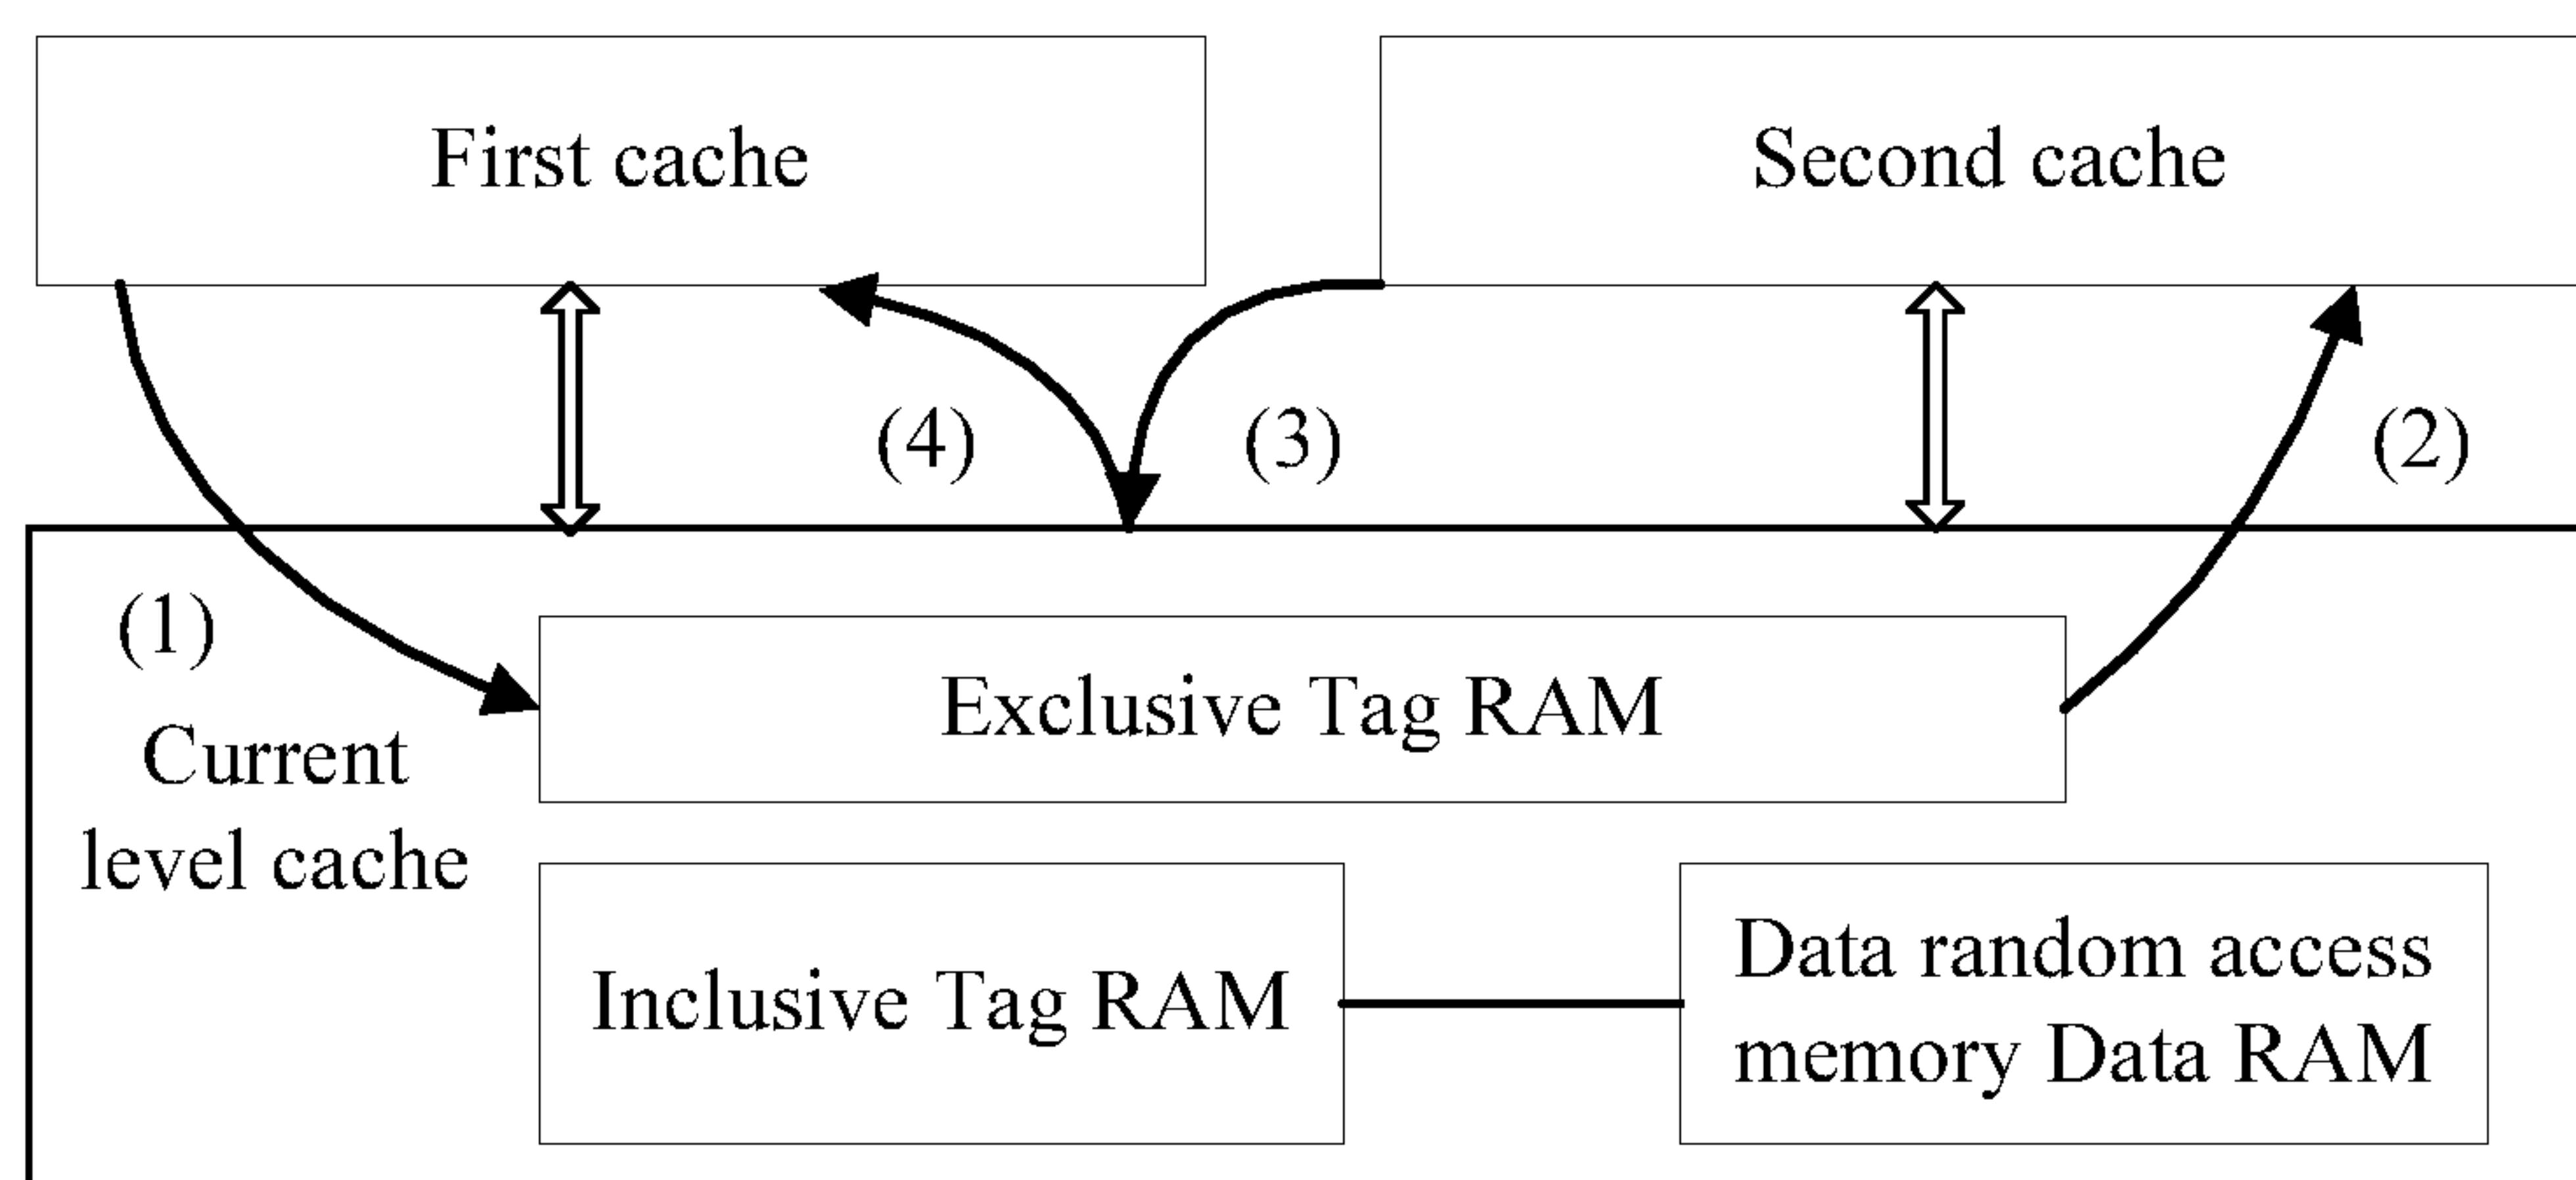 First cache
Second cache
(4)
(3)
(2)
(1)
Exclusive Tag RAM
Current
level cache
Inclusive Tag RAM
Data random access
memory Data RAM